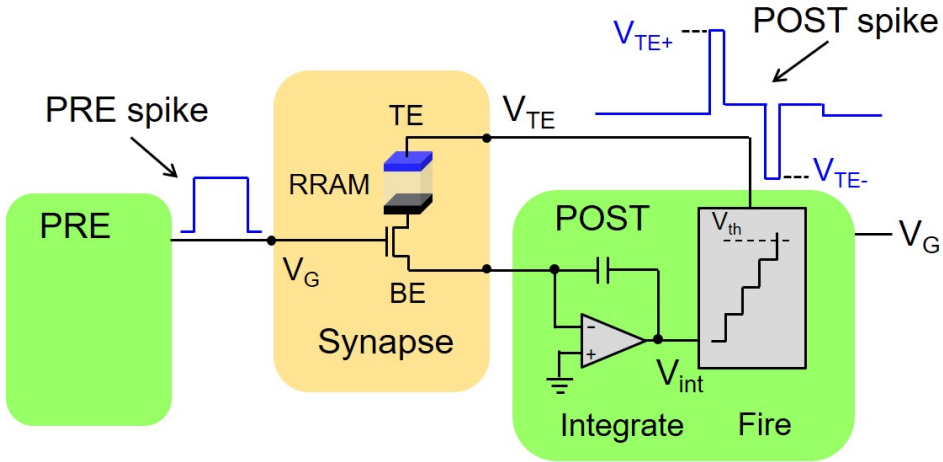 V_TE+
POST spike
PRE spike
TE
V_TE
RRAM
V_TE-
PRE
POST
V_th
V_G
V_G
BE
−
+
Synapse
V_int
Integrate
Fire